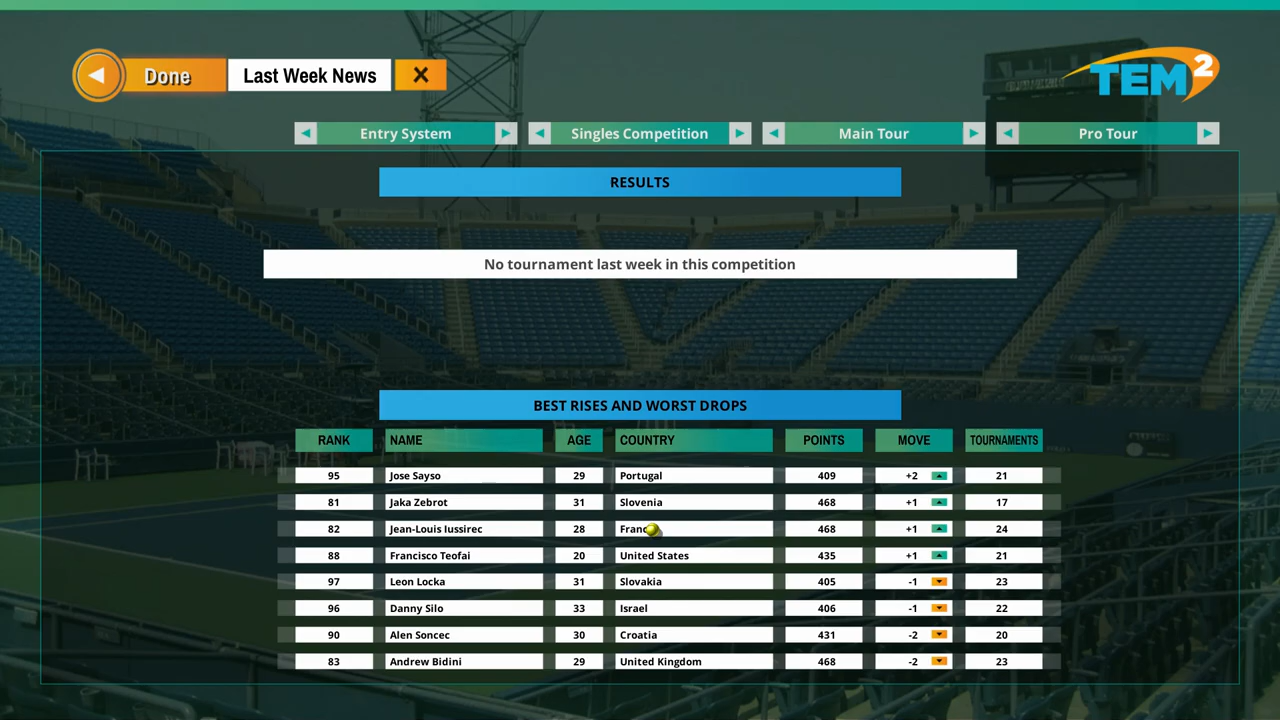 Done
Last Week News
TEM 2
Entry System
Singles Competition
Main Tour
Pro Tour
RESULTS
No tournament last week in this competition
BEST RISES AND WORST DROPS
RANK NAME AGE COUNTRY POINTS MOVE TOURNAMENTS
95 Jose Sayso 29 Portugal 409 +2 21
81 Jaka Zebrot 31 Slovenia 468 +1 17
82 Jean-Louis Iussirec 28 468 +1 24
88 Francisco Teofai 20 United States 435 +1 21
97 Leon Locka 31 Slovakia 405 -1 23
96 Danny Silo 33 Israel 406 -1 22
90 Alen Soncec 30 Croatia 431 -2 20
83 Andrew Bidini 29 United Kingdom 468 -2 23